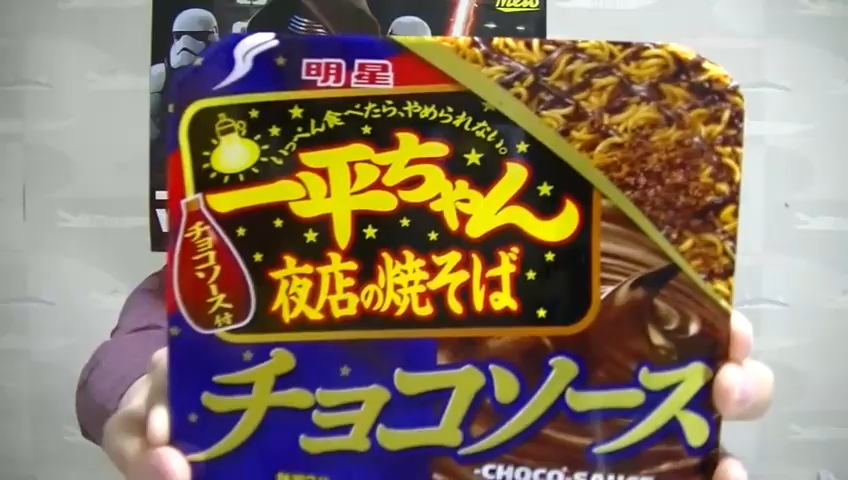 明星
いっぺん食べたら、やめられない。
一平ちゃん
夜店の焼そば
チョコソース付
チョコソース
-CHOCO SAUCE-